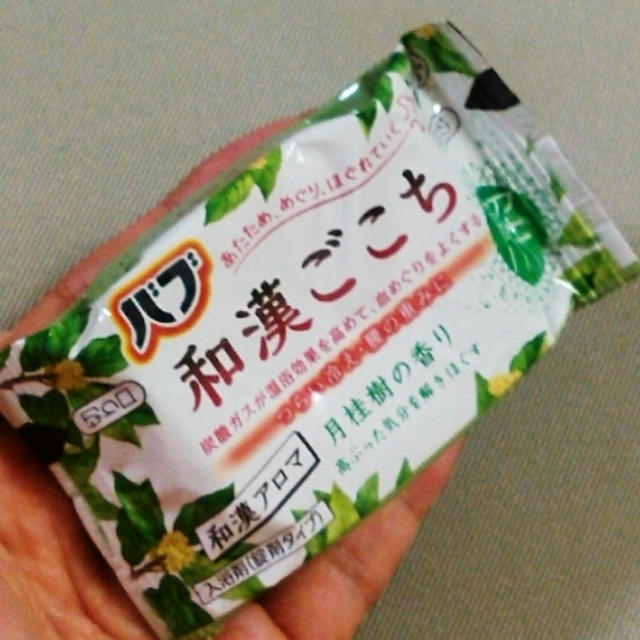 あたため、めぐり、ほぐれていく
バブ
和漢ごこち
炭酸ガスが温浴効果を高めて、血めぐりをよくする
つらい冷え・腰の重みに
月桂樹の香り
高ぶった気分を解きほぐす
和漢アロマ
入浴剤(錠剤タイプ)